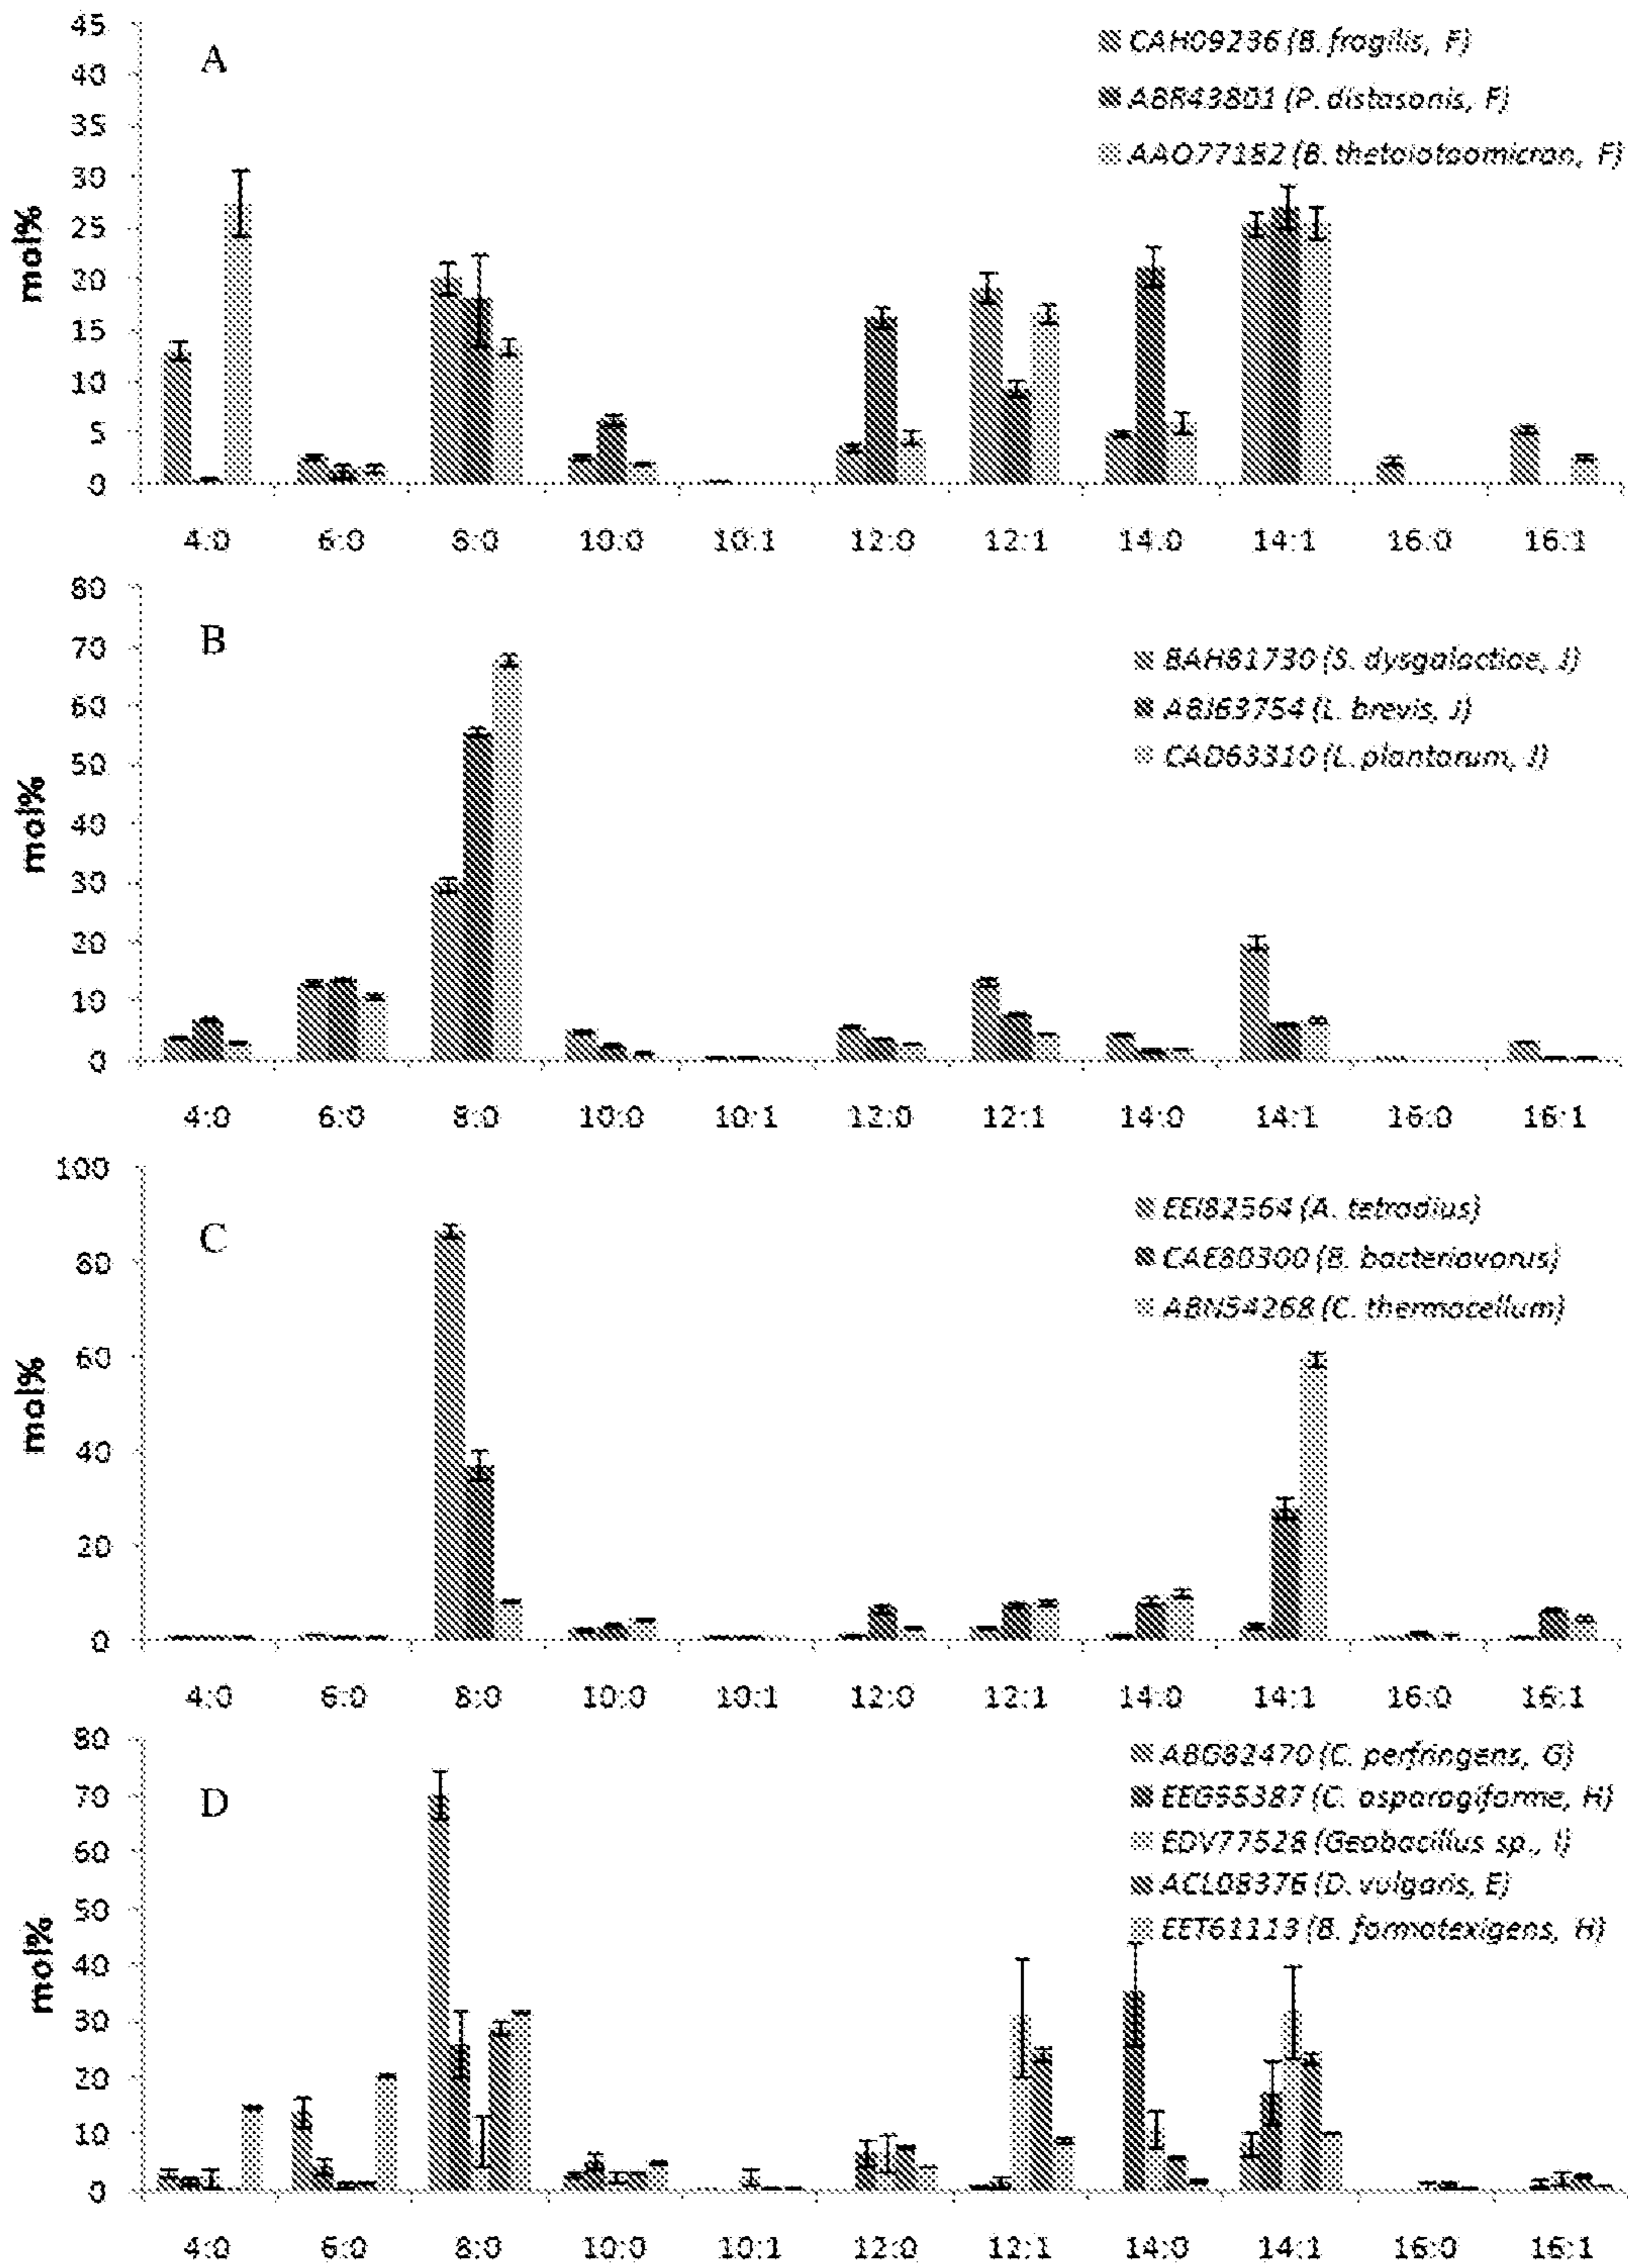 A
CAH09236 (B. fragilis, F)
ABR43801 (P. distasonis, F)
AAO77182 (B. thetaiotaomicron, F)
mol%
45
40
35
30
25
20
15
10
5
0
4:0 6:0 8:0 10:0 10:1 12:0 12:1 14:0 14:1 16:0 16:1
B
BAH81730 (S. dysgalactiae, J)
ABJ63754 (L. brevis, J)
CAD63310 (L. plantarum, J)
mol%
80
70
60
50
40
30
20
10
0
4:0 6:0 8:0 10:0 10:1 12:0 12:1 14:0 14:1 16:0 16:1
C
EEI82564 (A. tetradius)
CAE80300 (B. bacteriovorus)
ABN54268 (C. thermocellum)
mol%
100
80
60
40
20
0
4:0 6:0 8:0 10:0 10:1 12:0 12:1 14:0 14:1 16:0 16:1
D
ABG82470 (C. perfringens, G)
EEG55387 (C. asparagiforme, H)
EDV77528 (Geobacillus sp., I)
ACL08376 (D. vulgaris, E)
EET61113 (B. formatexigens, H)
mol%
80
70
60
50
40
30
20
10
0
4:0 6:0 8:0 10:0 10:1 12:0 12:1 14:0 14:1 16:0 16:1